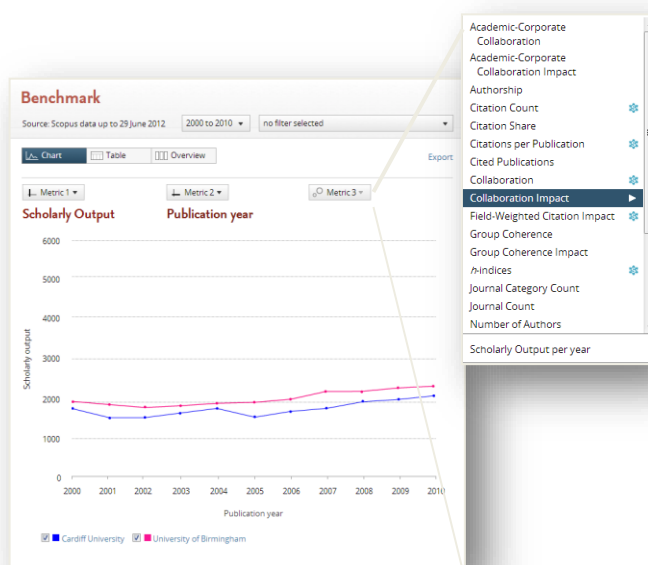 Benchmark
Source: Scopus data up to 29 June 2012
2000 to 2010
no filter selected
Chart
Table
Overview
Export
Metric 1
Metric 2
Metric 3
Scholarly Output
Publication year
6000
5000
4000
3000
2000
1000
0
Scholarly output
2000 2001 2002 2003 2004 2005 2006 2007 2008 2009 2010
Publication year
Cardiff University
University of Birmingham
Academic-Corporate
Collaboration
Academic-Corporate
Collaboration Impact
Authorship
Citation Count
Citation Share
Citations per Publication
Cited Publications
Collaboration
Collaboration Impact
Field-Weighted Citation Impact
Group Coherence
Group Coherence Impact
h-indices
Journal Category Count
Journal Count
Number of Authors
Scholarly Output per year